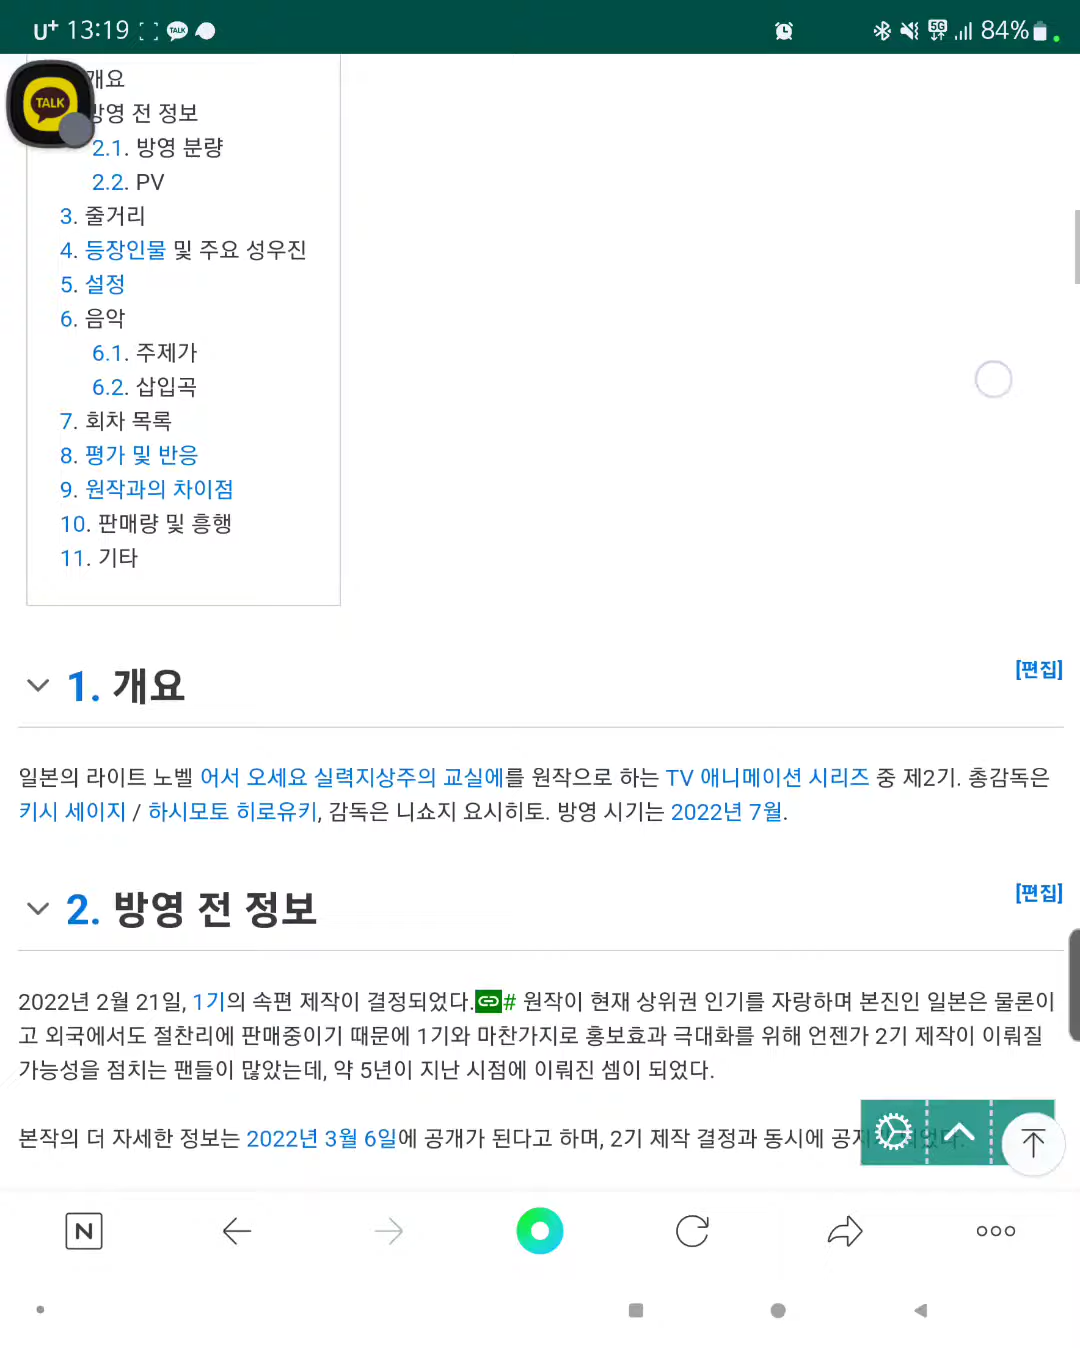 U+ 13:19 TALK 5G 84%
TALK
개요
방영 전 정보
2.1. 방영 분량
2.2. PV
3. 줄거리
4. 등장인물 및 주요 성우진
5. 설정
6. 음악
6.1. 주제가
6.2. 삽입곡
7. 회차 목록
8. 평가 및 반응
9. 원작과의 차이점
10. 판매량 및 흥행
11. 기타
1. 개요
[편집]
일본의 라이트 노벨 어서 오세요 실력지상주의 교실에를 원작으로 하는 TV 애니메이션 시리즈 중 제2기. 총감독은
키시 세이지 / 하시모토 히로유키, 감독은 니쇼지 요시히토. 방영 시기는 2022년 7월.
2. 방영 전 정보
[편집]
2022년 2월 21일, 1기의 속편 제작이 결정되었다.# 원작이 현재 상위권 인기를 자랑하며 본진인 일본은 물론이
고 외국에서도 절찬리에 판매중이기 때문에 1기와 마찬가지로 홍보효과 극대화를 위해 언젠가 2기 제작이 이뤄질
가능성을 점치는 팬들이 많았는데, 약 5년이 지난 시점에 이뤄진 셈이 되었다.
본작의 더 자세한 정보는 2022년 3월 6일에 공개가 된다고 하며, 2기 제작 결정과 동시에 공지
N